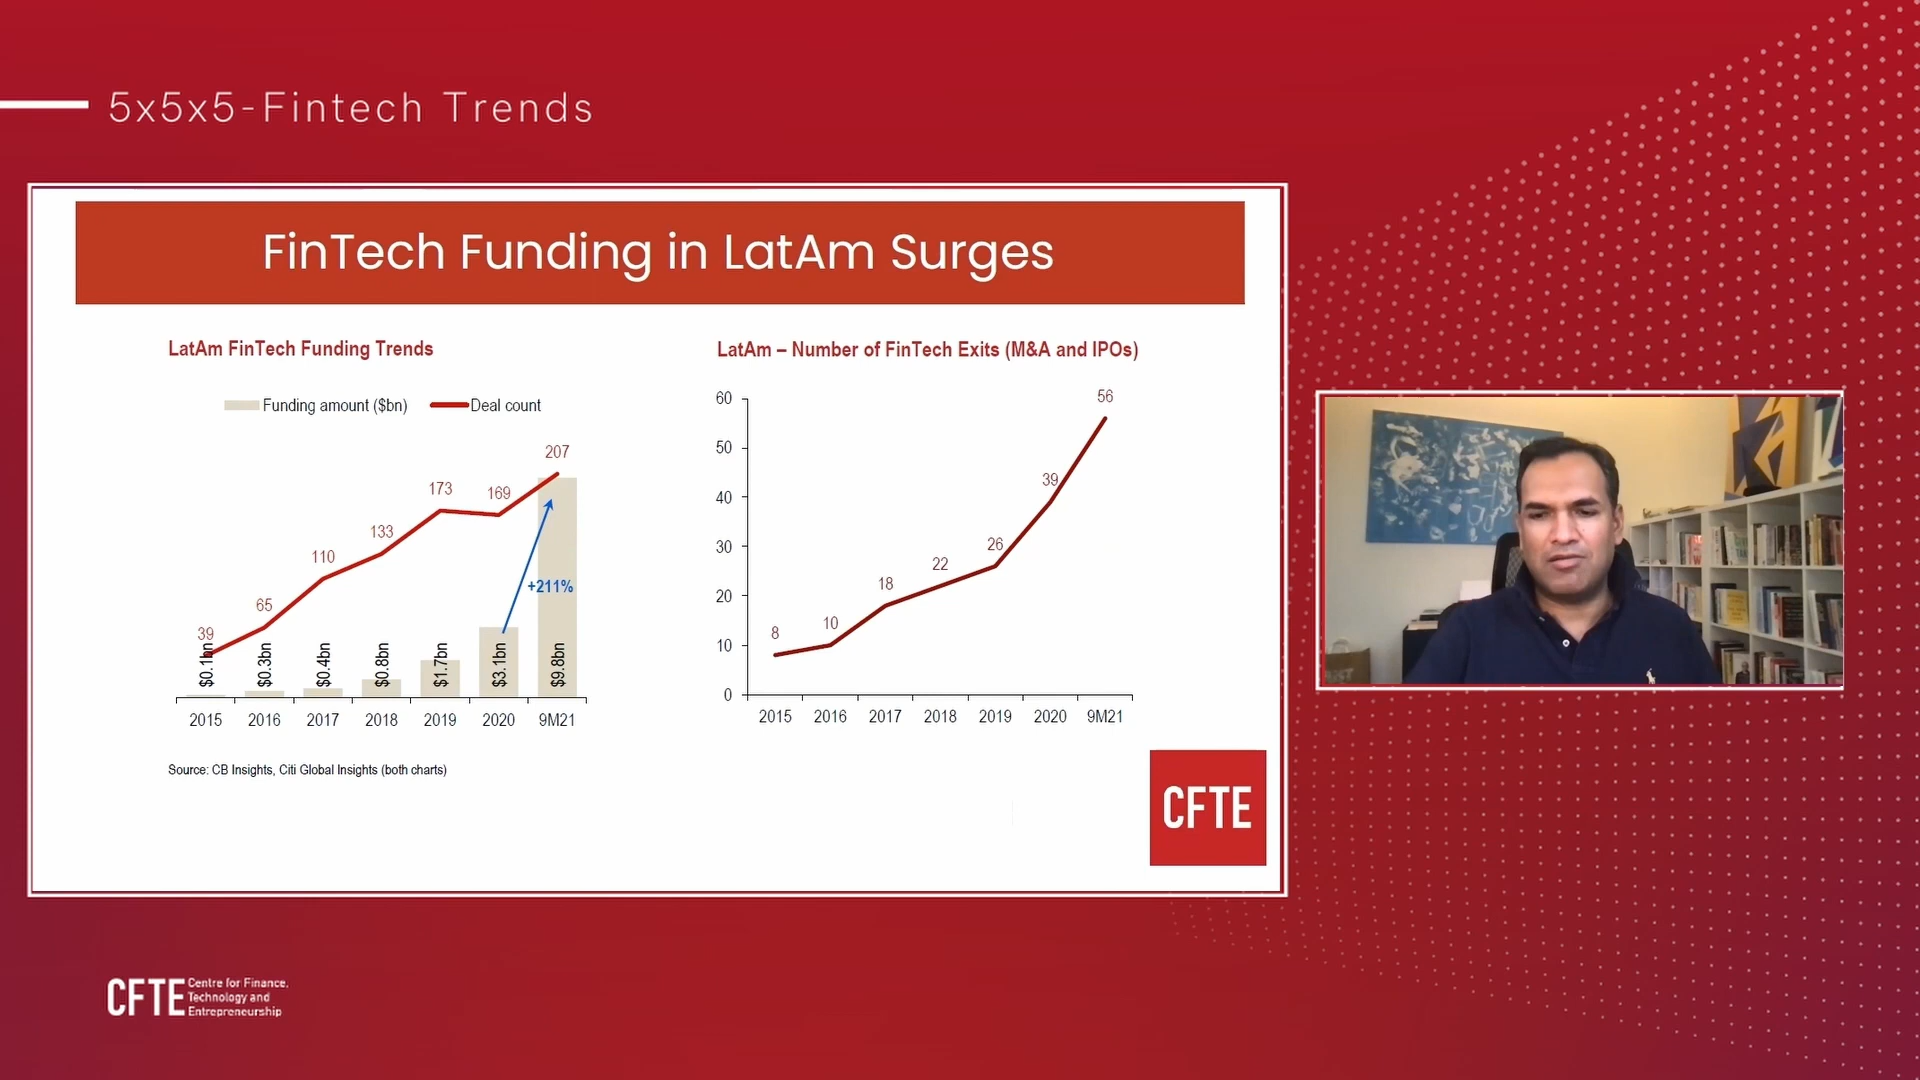 5x5x5-Fintech Trends
FinTech Funding in LatAm Surges
LatAm FinTech Funding Trends
Funding amount ($bn)
Deal count
207
173
169
133
110
65
39
+211%
$0.1bn
$0.3bn
$0.4bn
$0.8bn
$1.7bn
$3.1bn
$9.8bn
2015
2016
2017
2018
2019
2020
9M21
Source: CB Insights, Citi Global Insights (both charts)
LatAm – Number of FinTech Exits (M&A and IPOs)
60
50
40
30
20
10
0
8
10
18
22
26
39
56
2015
2016
2017
2018
2019
2020
9M21
CFTE
CFTE
Centre for Finance,
Technology and
Entrepreneurship